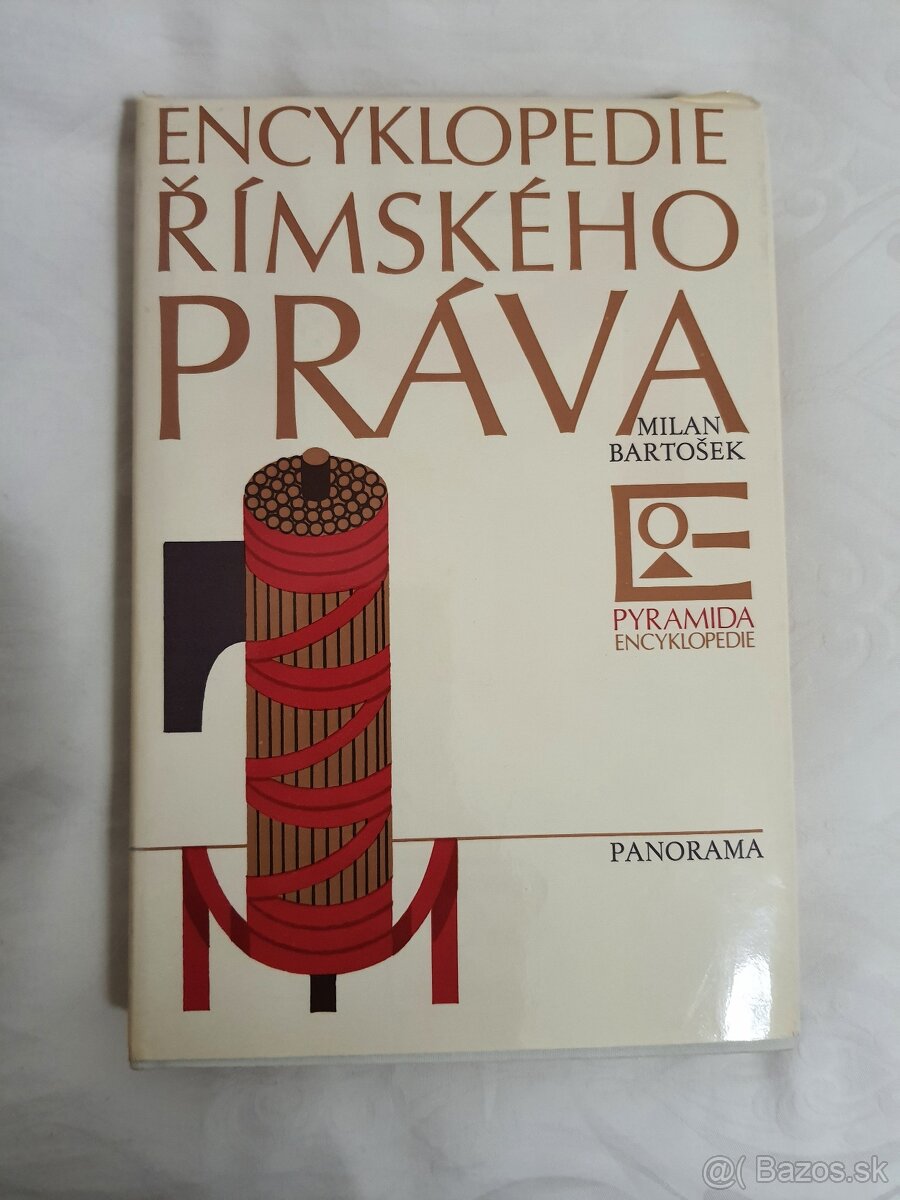 ENCYKLOPEDIE
ŘÍMSKÉHO
PRÁVA
MILAN
BARTOŠEK
PYRAMIDA
ENCYKLOPEDIE
PANORAMA
@( Bazos.sk